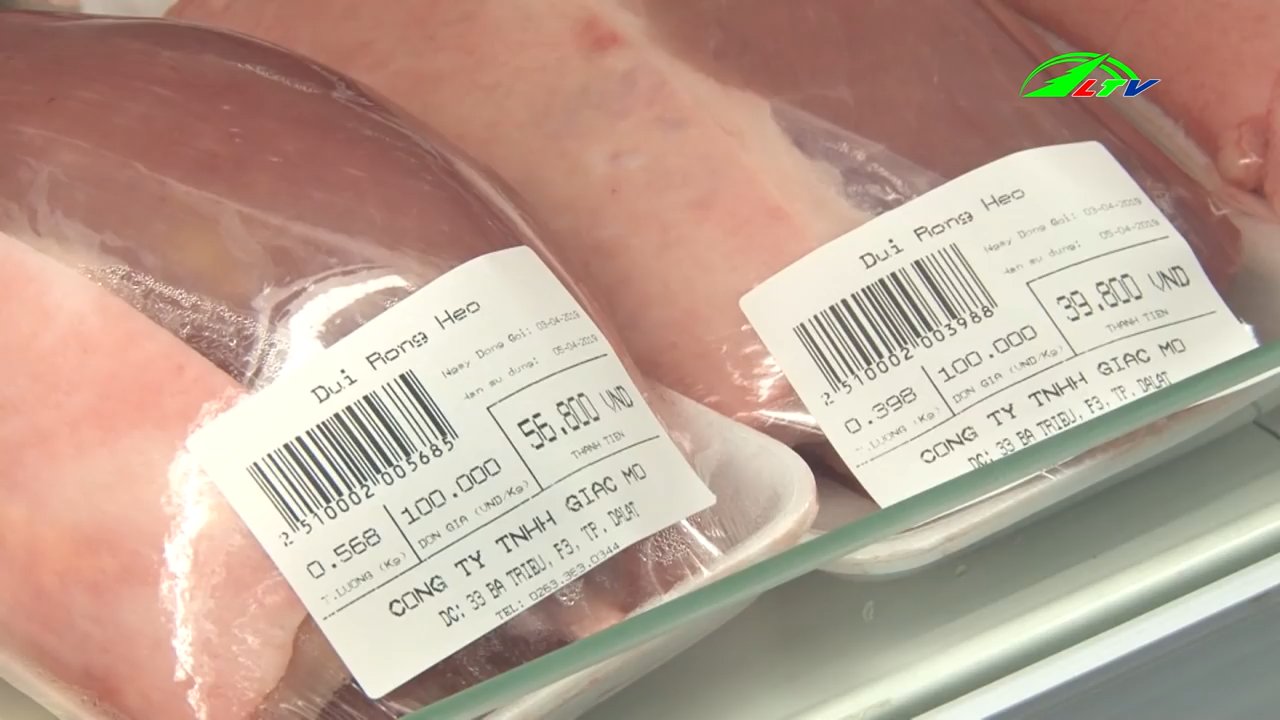 LTV
Dui Rong Heo
Ngay Dong Goi: 03-04-2019
Han su dung: 05-04-2019
2 510002 005685
56.800 VND
THANH TIEN
0.568
100.000
T.LUONG (Kg)
DON GIA (VND/Kg)
CONG TY TNHH GIAC MO
DC: 33 BA TRIEU, F3, TP, DALAT
TEL: 0263.363.0344
Dui Rong Heo
Ngay Dong Goi: 03-04-2019
Han su dung: 05-04-2019
2 510002 003988
39.800 VND
THANH TIEN
0.398
100.000
T.LUONG (Kg)
DON GIA (VND/Kg)
CONG TY TNHH GIAC MO
DC: 33 BA TRIEU, F3, TP, DALAT